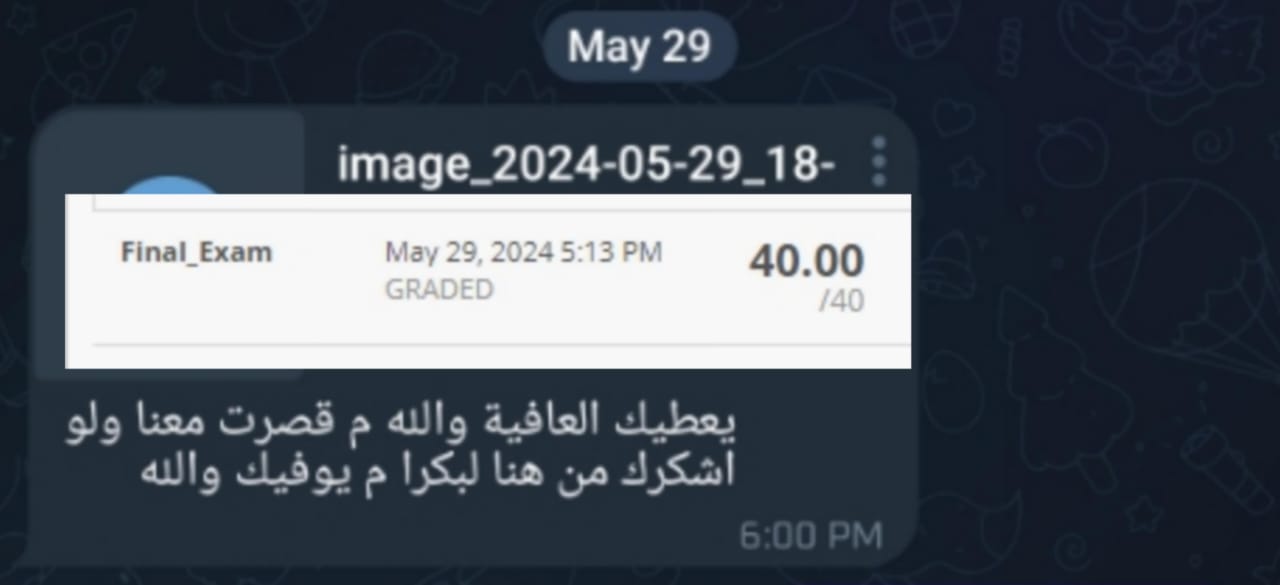 May 29
image_2024-05-29_18-
Final_Exam
May 29, 2024 5:13 PM
40.00
GRADED
/40
يعطيك العافية والله م قصرت معنا ولو
اشكرك من هنا لبكرا م يوفيك والله
6:00 PM